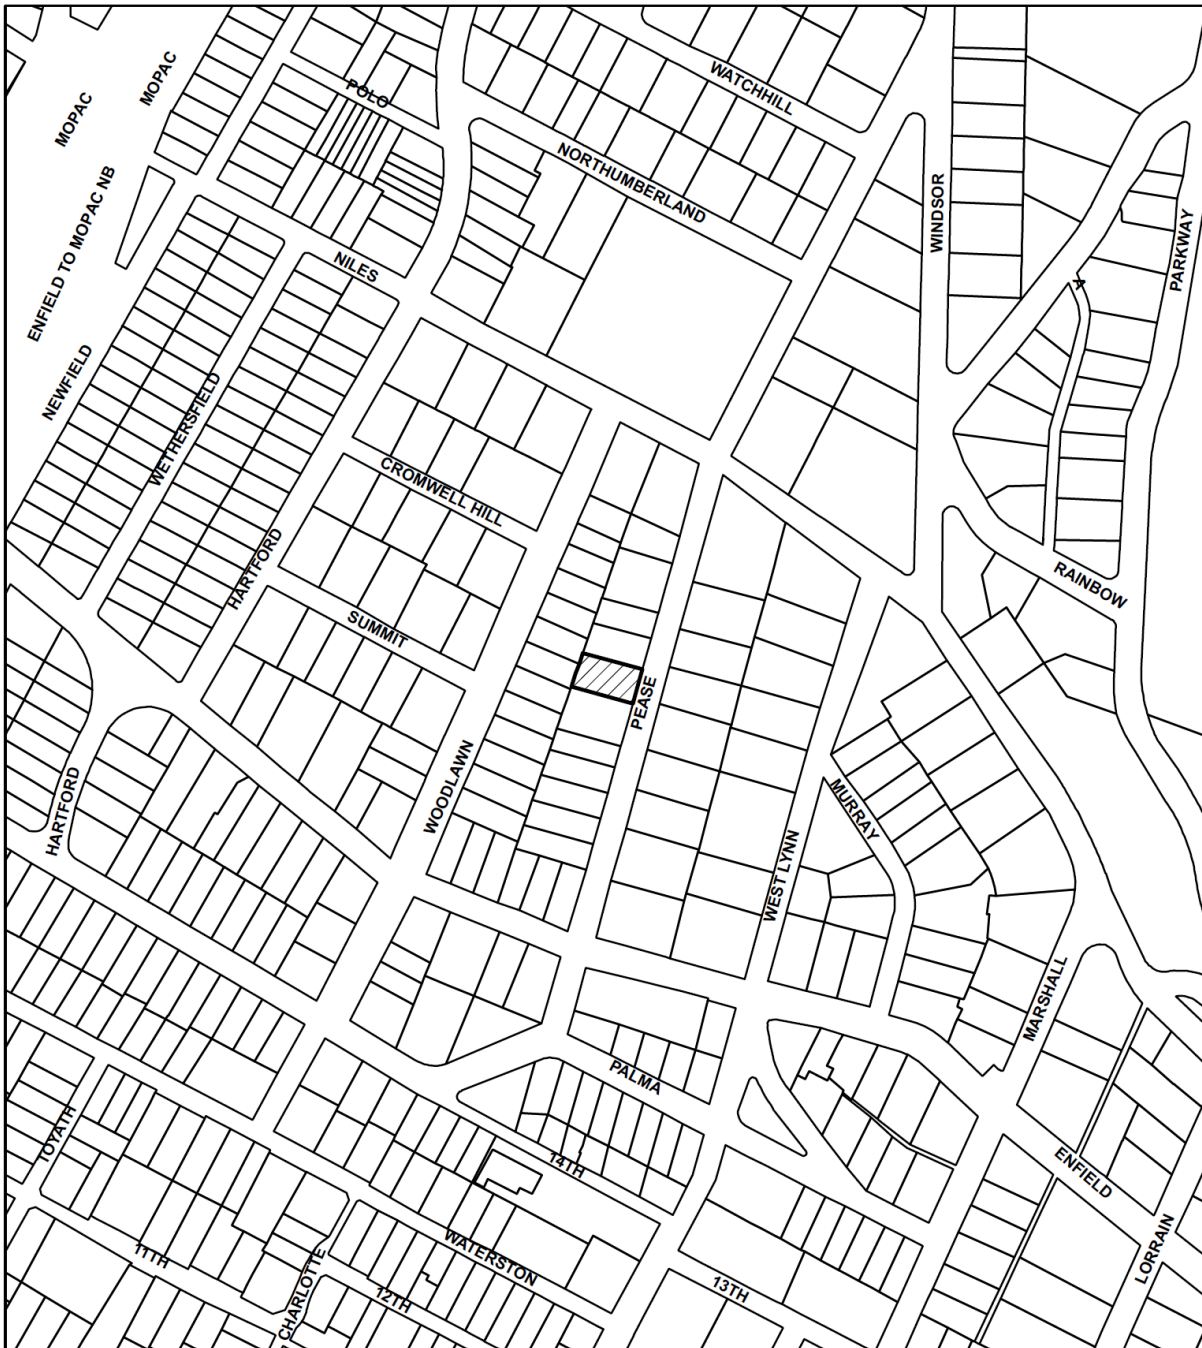 MOPAC
MOPAC
POLO
WATCHHILL
NORTHUMBERLAND
WINDSOR
PARKWAY
ENFIELD TO MOPAC NB
NILES
A
NEWFIELD
WETHERSFIELD
CROMWELL HILL
HARTFORD
RAINBOW
SUMMIT
PEASE
WOODLAWN
HARTFORD
MURRAY
WEST LYNN
MARSHALL
PALMA
TOYATH
14TH
ENFIELD
LORRAIN
WATERSTON
11TH
CHARLOTTE
12TH
13TH